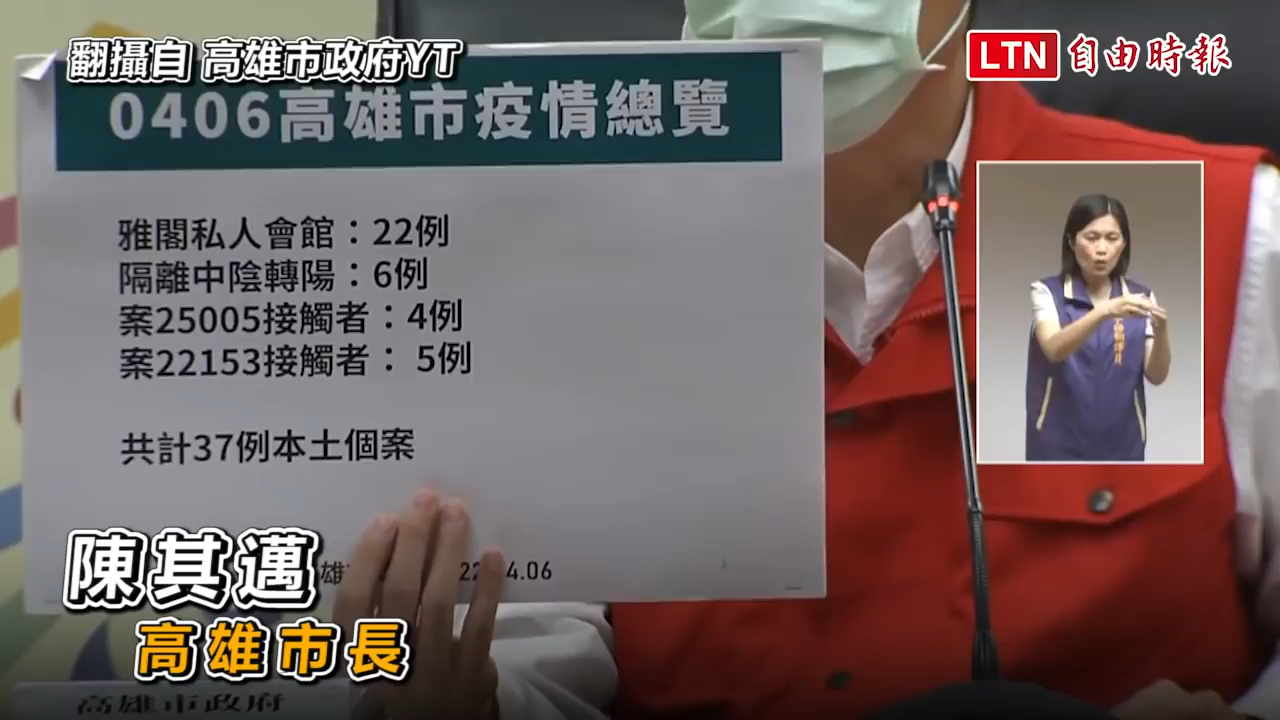 翻攝自 高雄市政府YT
LTN 自由時報
0406高雄市疫情總覽
雅閣私人會館：22例
隔離中陰轉陽：6例
案25005接觸者：4例
案22153接觸者： 5例
共計37例本土個案
4.06
陳其邁
高雄市長
高雄市政府